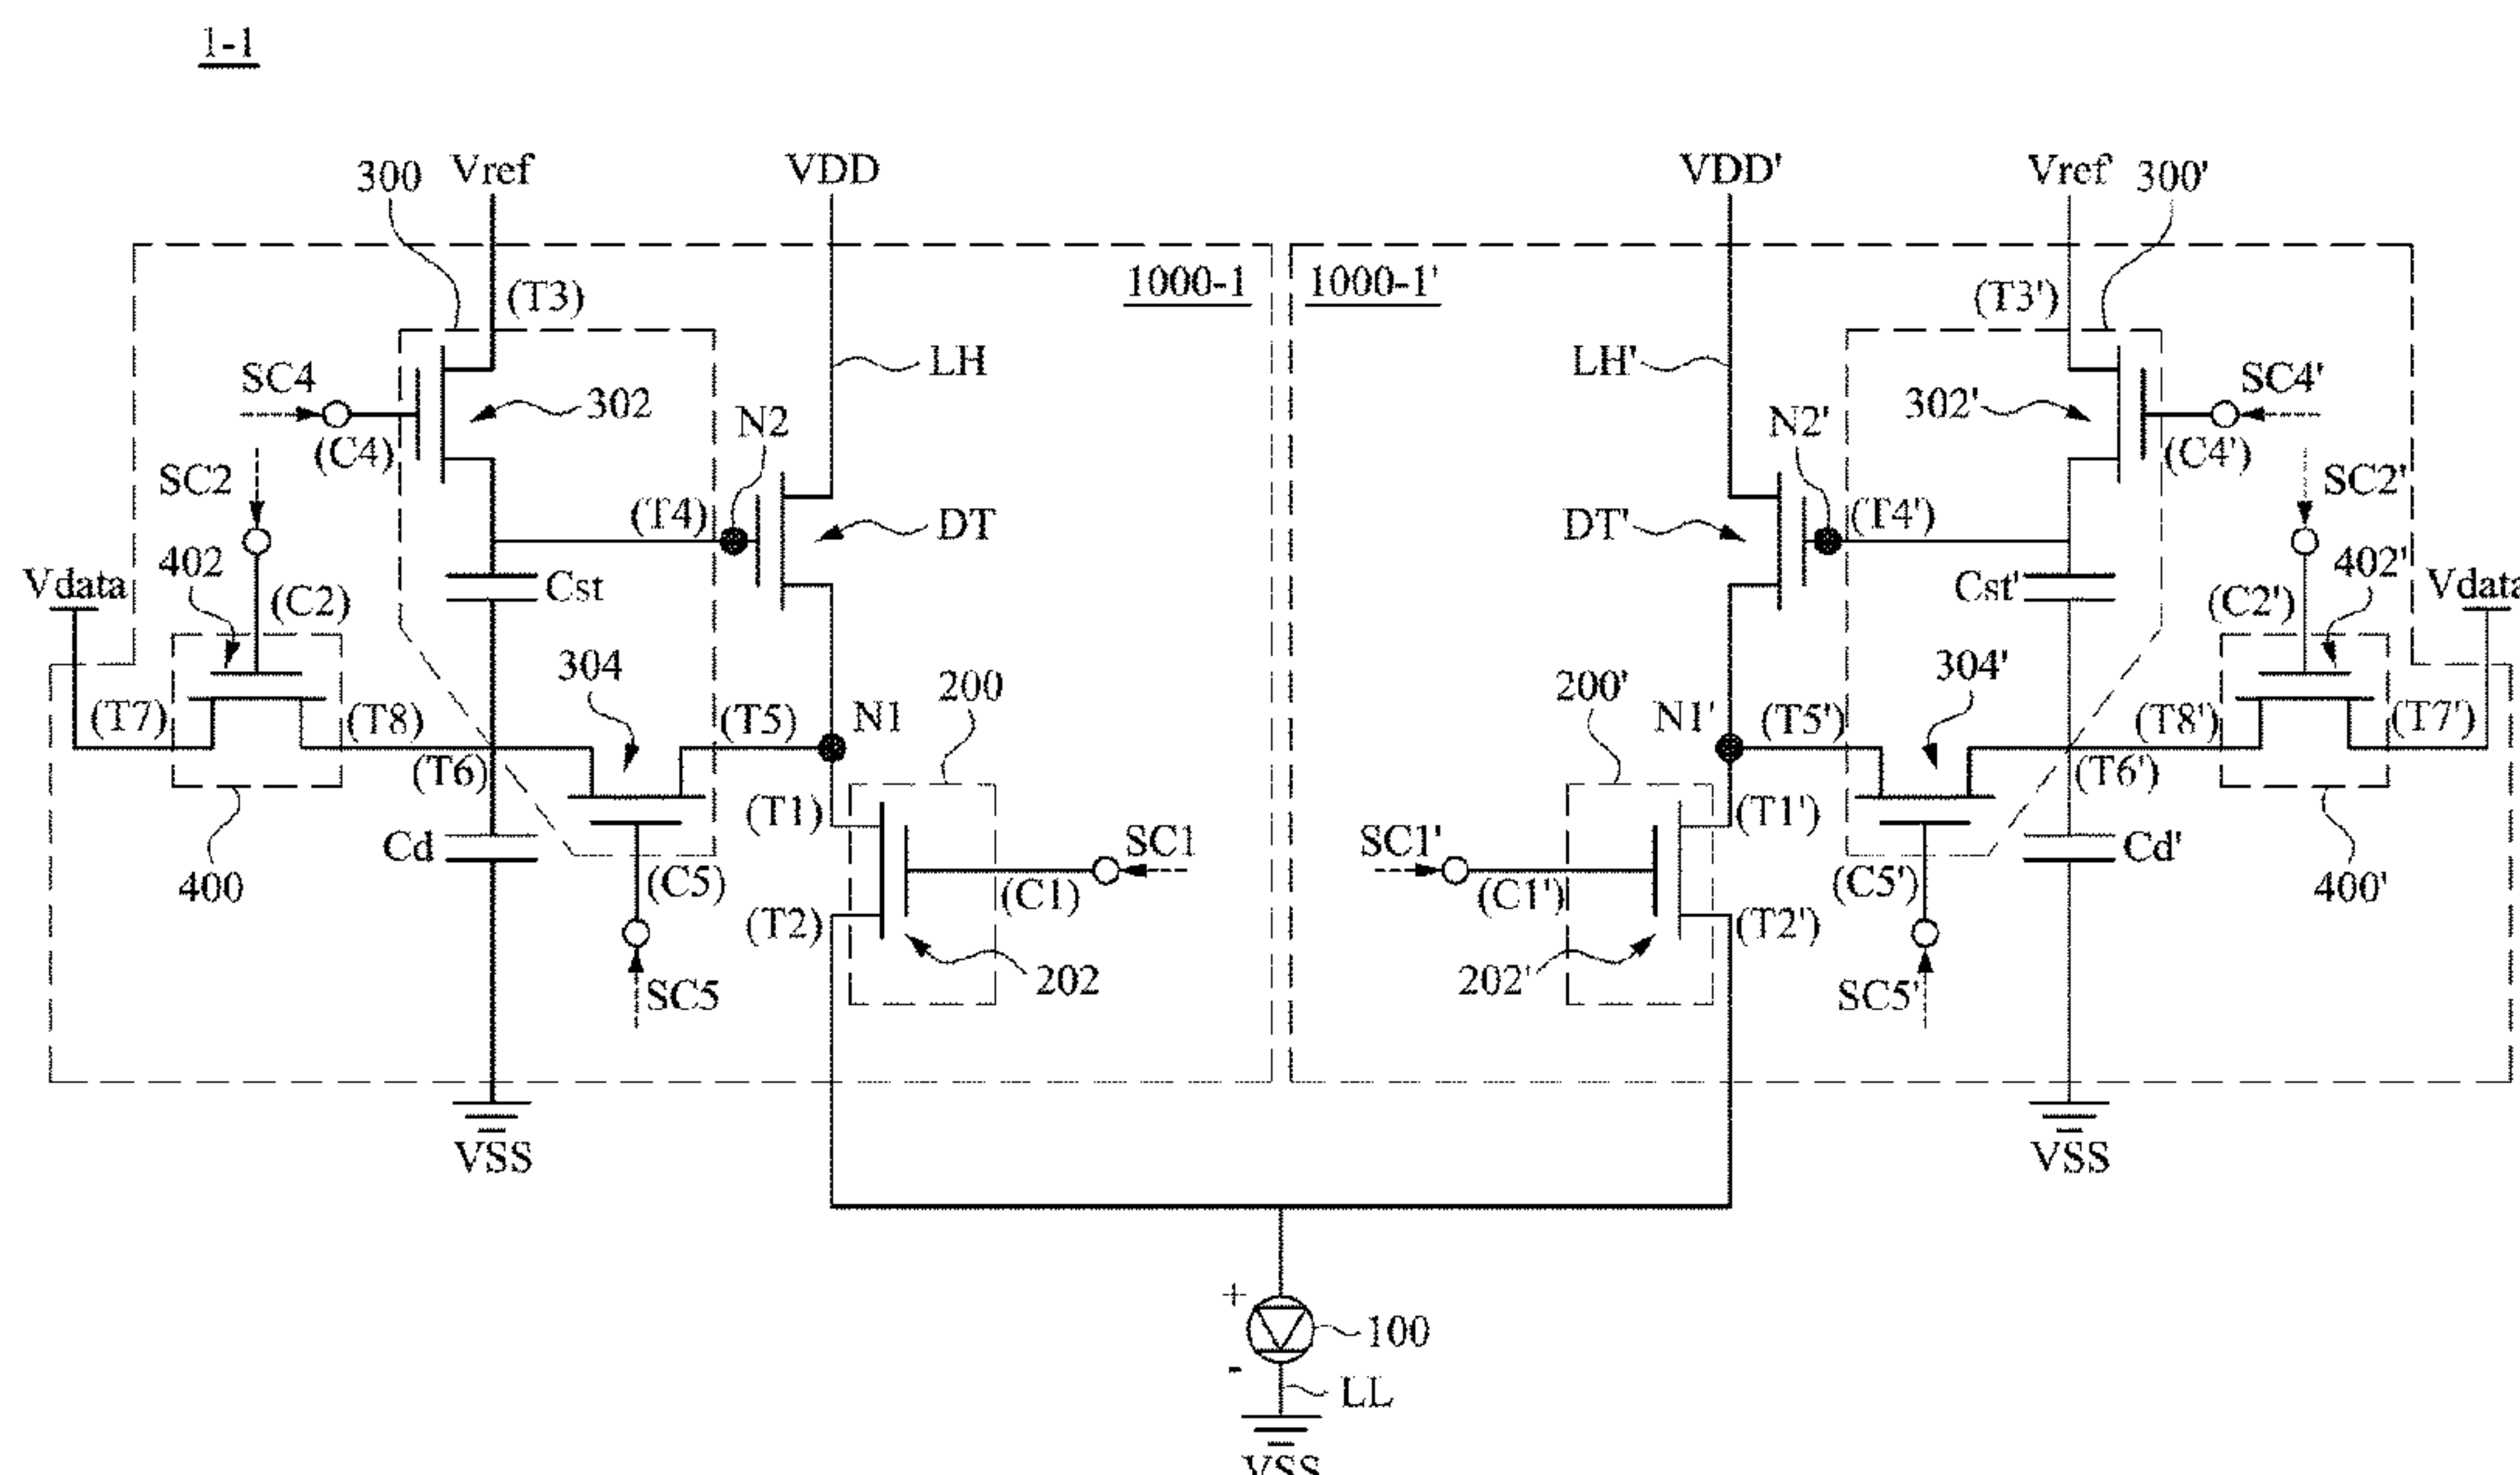 1-1
300 Vref VDD VDD' Vref' 300'
(T3) 1000-1 1000-1' (T3')
SC4 302 LH LH' 302' SC4'
(C4) N2 N2' (C4')
SC2 (T4) DT DT' (T4') SC2'
402 Vdata (C2) Cst Cst' (C2') 402' Vdata
304 200 200' 304'
(T7) (T8) (T6) (T5) N1 N1' (T5') (T6') (T8') (T7')
400 Cd (T1) SC1 SC1' (T1') Cd' 400'
(C5) (T2) (C1) (C1') (T2') (C5')
SC5 202 202' SC5'
VSS VSS
+
100
-
LL
VSS